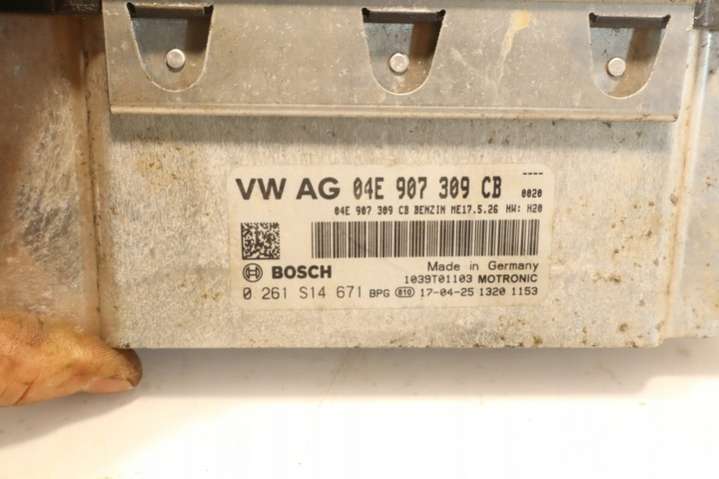 VW AG 04E 907 309 CB
----
0020
04E 907 309 CB BENZIN ME17.5.26 HW: H20
BOSCH
Made in Germany
1039T01103 MOTRONIC
0 261 S14 671 BPG 810 17-04-25 1320 1153